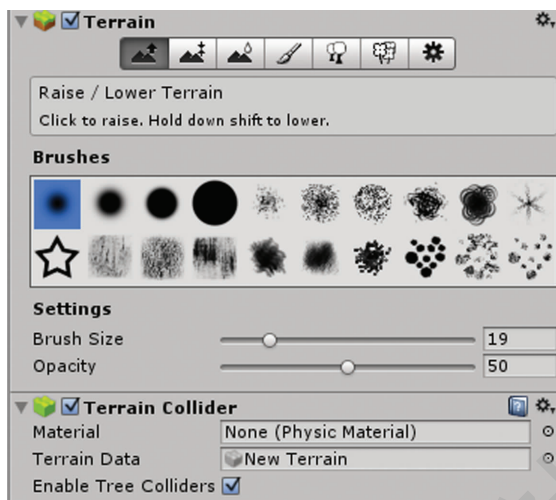 Terrain
Raise / Lower Terrain
Click to raise. Hold down shift to lower.
Brushes
Settings
Brush Size 19
Opacity 50
Terrain Collider
Material None (Physic Material)
Terrain Data New Terrain
Enable Tree Colliders